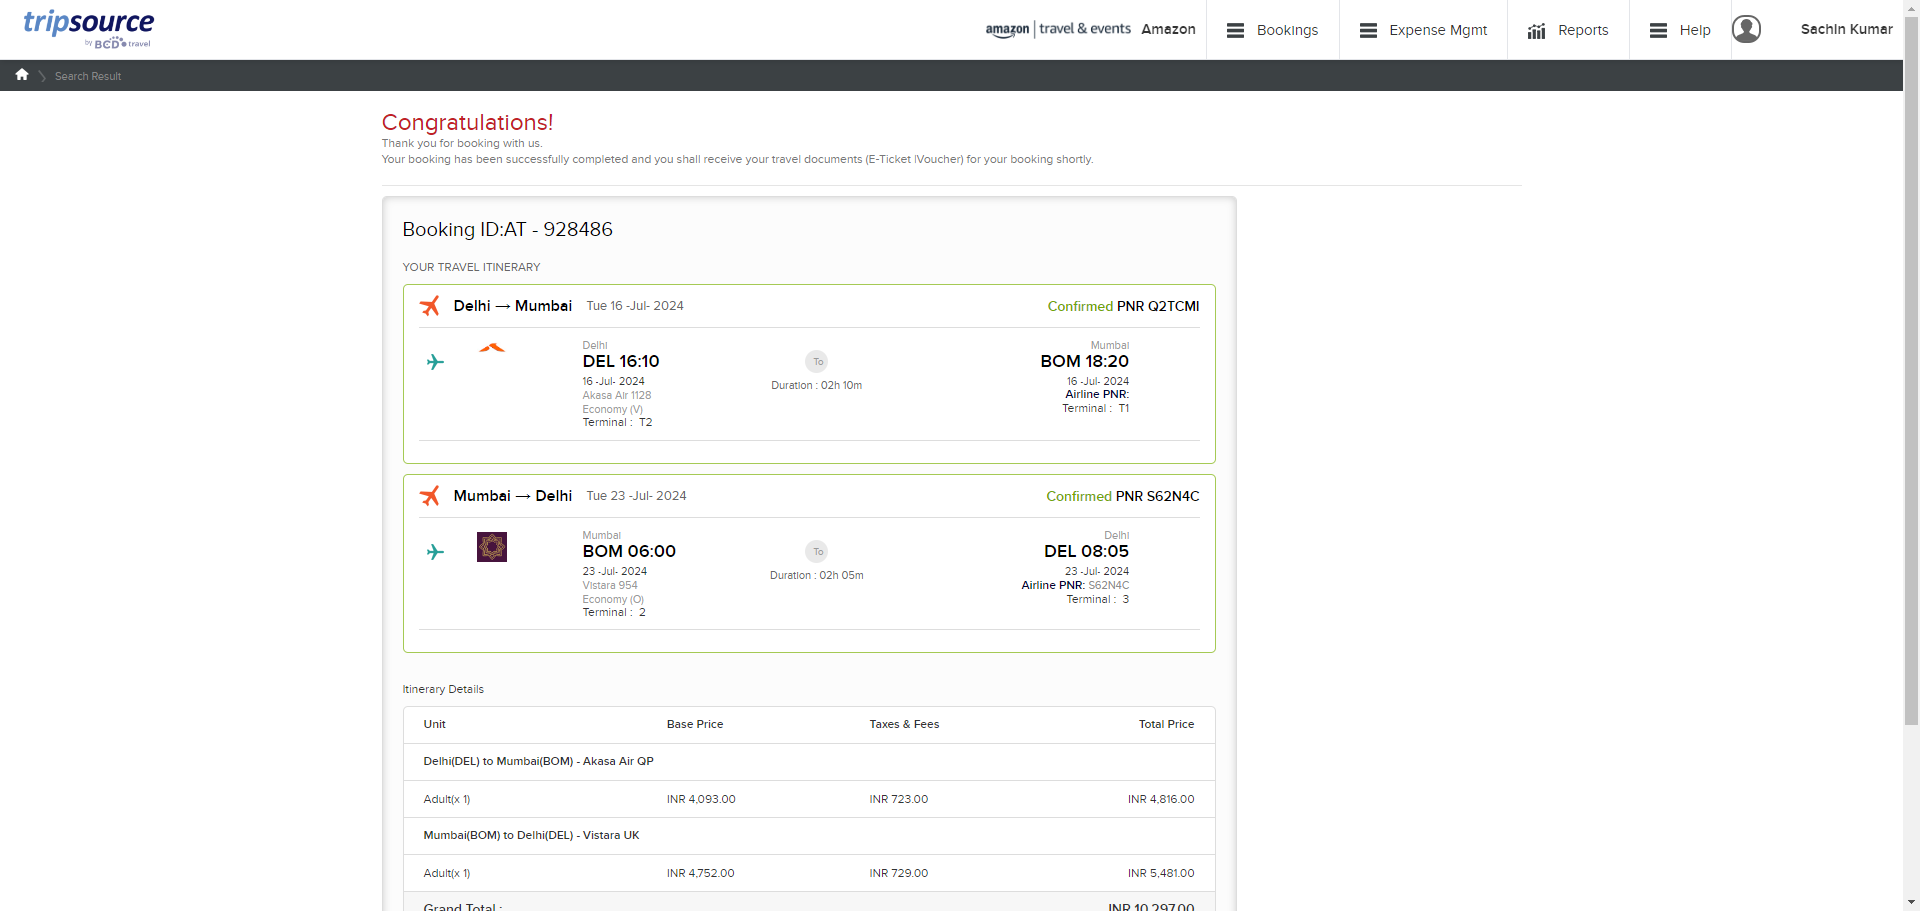 tripsource
by BCD travel
amazon | travel & events Amazon
Bookings
Expense Mgmt
Reports
Help
Sachin Kumar
Search Result
Congratulations!
Thank you for booking with us.
Your booking has been successfully completed and you shall receive your travel documents (E-Ticket |Voucher) for your booking shortly.
Booking ID:AT - 928486
YOUR TRAVEL ITINERARY
Delhi → Mumbai Tue 16 -Jul- 2024 Confirmed PNR Q2TCMI
Delhi
DEL 16:10
16 -Jul- 2024
Akasa Air 1128
Economy (V)
Terminal : T2
To
Duration : 02h 10m
Mumbai
BOM 18:20
16 -Jul- 2024
Airline PNR:
Terminal : T1
Mumbai → Delhi Tue 23 -Jul- 2024 Confirmed PNR S62N4C
Mumbai
BOM 06:00
23 -Jul- 2024
Vistara 954
Economy (O)
Terminal : 2
To
Duration : 02h 05m
Delhi
DEL 08:05
23 -Jul- 2024
Airline PNR: S62N4C
Terminal : 3
Itinerary Details
Unit Base Price Taxes & Fees Total Price
Delhi(DEL) to Mumbai(BOM) - Akasa Air QP
Adult(x 1) INR 4,093.00 INR 723.00 INR 4,816.00
Mumbai(BOM) to Delhi(DEL) - Vistara UK
Adult(x 1) INR 4,752.00 INR 729.00 INR 5,481.00
Grand Total : INR 10,297.00